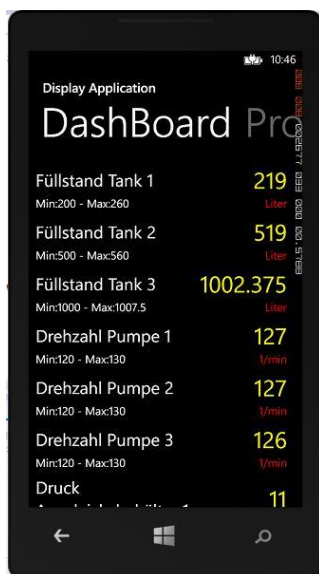 10:46
Display Application
DashBoard Pro
Füllstand Tank 1 219
Min:200 - Max:260 Liter
Füllstand Tank 2 519
Min:500 - Max:560 Liter
Füllstand Tank 3 1002.375
Min:1000 - Max:1007.5 Liter
Drehzahl Pumpe 1 127
Min:120 - Max:130 1/min
Drehzahl Pumpe 2 127
Min:120 - Max:130 1/min
Drehzahl Pumpe 3 126
Min:120 - Max:130 1/min
Druck
11